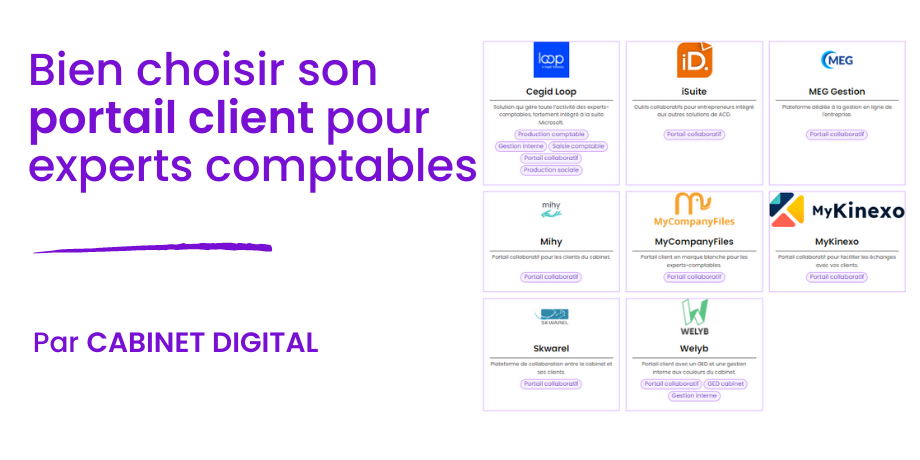 Bien choisir son
portail client pour
experts comptables
Par CABINET DIGITAL
loop
Cegid Loop
Solution qui gère toute l'activité des experts-
comptables, fortement intégré à la suite
Microsoft.
Production comptable
Gestion interne
Saisie comptable
Portail collaboratif
Production sociale
iD.
iSuite
Outils collaboratifs pour entrepreneurs intégré
aux autres solutions de ACD.
Portail collaboratif
MEG
MEG Gestion
Plateforme dédiée à la gestion en ligne de
l'entreprise.
Portail collaboratif
mihy
Mihy
Portail collaboratif pour les clients du cabinet.
Portail collaboratif
MyCompanyFiles
MyCompanyFiles
Portail client en marque blanche pour les
experts-comptables.
Portail collaboratif
MyKinexo
MyKinexo
Portail collaboratif pour faciliter les échanges
avec vos clients.
Portail collaboratif
SKWAREL
Skwarel
Plateforme de collaboration entre le cabinet et
ses clients.
Portail collaboratif
WELYB
Welyb
Portail client avec un GED et une gestion
interne aux couleurs du cabinet.
Portail collaboratif
GED cabinet
Gestion interne